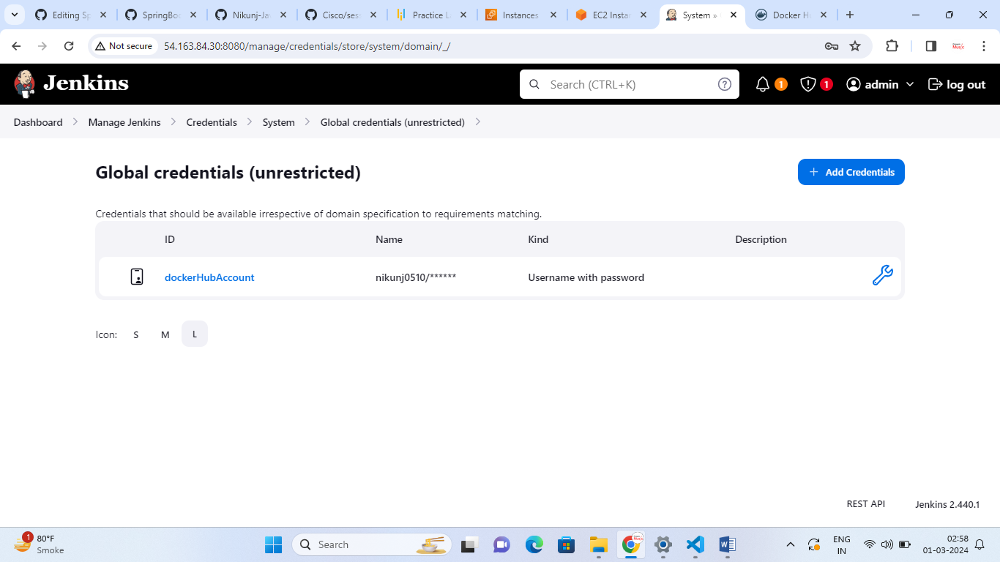 Editing Sp
SpringBoo
Nikunj-Jav
Cisco/sess
Practice Lo
Instances
EC2 Instan
System »
Docker Hu
Not secure
54.163.84.30:8080/manage/credentials/store/system/domain/_/
Jenkins
Search (CTRL+K)
?
1
1
admin
log out
Dashboard
Manage Jenkins
Credentials
System
Global credentials (unrestricted)
Global credentials (unrestricted)
+ Add Credentials
Credentials that should be available irrespective of domain specification to requirements matching.
ID Name Kind Description
dockerHubAccount nikunj0510/****** Username with password
Icon: S M L
REST API Jenkins 2.440.1
1
80°F
Smoke
Search
ENG
IN
02:58
01-03-2024